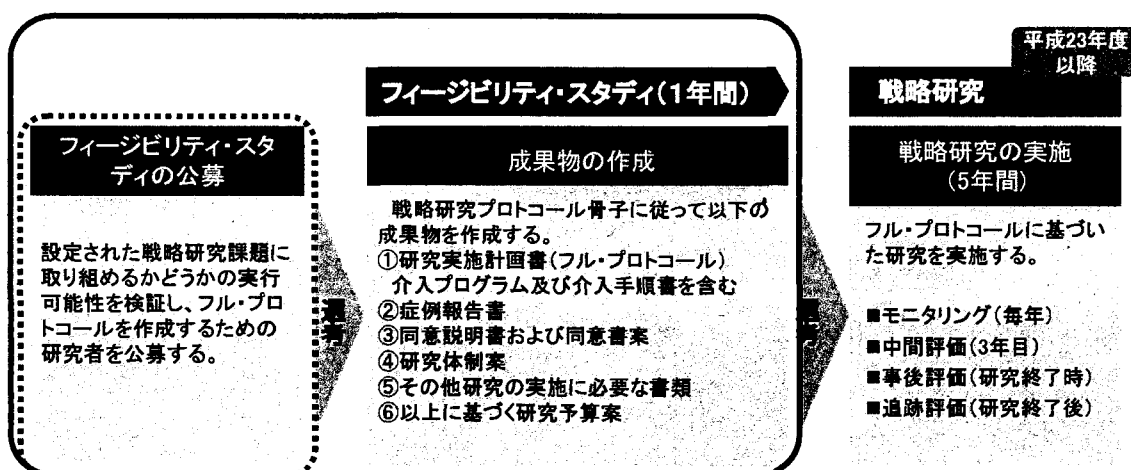 フィージビリティ・スタ
ディの公募
設定された戦略研究課題に
取り組めるかどうかの実行
可能性を検証し、フル・プロ
トコールを作成するための
研究者を公募する。
選考
フィージビリティ・スタディ(1年間)
成果物の作成
戦略研究プロトコール骨子に従って以下の
成果物を作成する。
①研究実施計画書(フル・プロトコール)
介入プログラム及び介入手順書を含む
②症例報告書
③同意説明書および同意書案
④研究体制案
⑤その他研究の実施に必要な書類
⑥以上に基づく研究予算案
選考
平成23年度
以降
戦略研究
戦略研究の実施
(5年間)
フル・プロトコールに基づい
た研究を実施する。
■モニタリング(毎年)
■中間評価(3年目)
■事後評価(研究終了時)
■追跡評価(研究終了後)